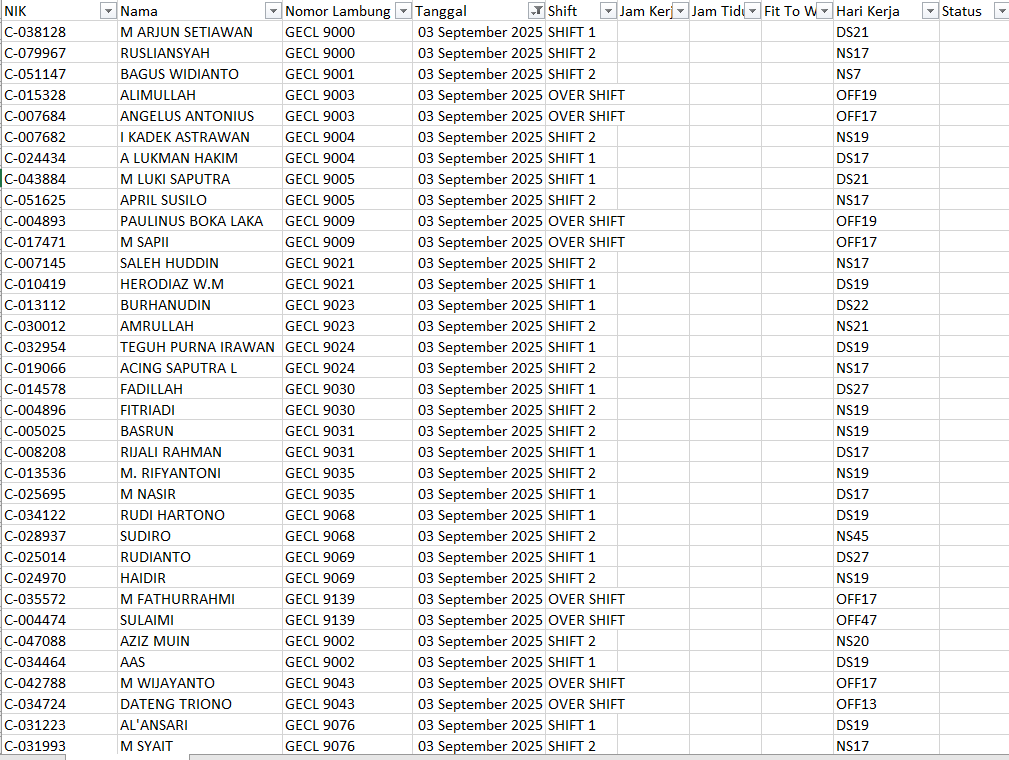 NIK Nama Nomor Lambung Tanggal Shift Jam Kerj Jam Tidu Fit To W Hari Kerja Status
C-038128 M ARJUN SETIAWAN GECL 9000 03 September 2025 SHIFT 1 DS21
C-079967 RUSLIANSYAH GECL 9000 03 September 2025 SHIFT 2 NS17
C-051147 BAGUS WIDIANTO GECL 9001 03 September 2025 SHIFT 2 NS7
C-015328 ALIMULLAH GECL 9003 03 September 2025 OVER SHIFT OFF19
C-007684 ANGELUS ANTONIUS GECL 9003 03 September 2025 OVER SHIFT OFF17
C-007682 I KADEK ASTRAWAN GECL 9004 03 September 2025 SHIFT 2 NS19
C-024434 A LUKMAN HAKIM GECL 9004 03 September 2025 SHIFT 1 DS17
C-043884 M LUKI SAPUTRA GECL 9005 03 September 2025 SHIFT 1 DS21
C-051625 APRIL SUSILO GECL 9005 03 September 2025 SHIFT 2 NS17
C-004893 PAULINUS BOKA LAKA GECL 9009 03 September 2025 OVER SHIFT OFF19
C-017471 M SAPII GECL 9009 03 September 2025 OVER SHIFT OFF17
C-007145 SALEH HUDDIN GECL 9021 03 September 2025 SHIFT 2 NS17
C-010419 HERODIAZ W.M GECL 9021 03 September 2025 SHIFT 1 DS19
C-013112 BURHANUDIN GECL 9023 03 September 2025 SHIFT 1 DS22
C-030012 AMRULLAH GECL 9023 03 September 2025 SHIFT 2 NS21
C-032954 TEGUH PURNA IRAWAN GECL 9024 03 September 2025 SHIFT 1 DS19
C-019066 ACING SAPUTRA L GECL 9024 03 September 2025 SHIFT 2 NS17
C-014578 FADILLAH GECL 9030 03 September 2025 SHIFT 1 DS27
C-004896 FITRIADI GECL 9030 03 September 2025 SHIFT 2 NS19
C-005025 BASRUN GECL 9031 03 September 2025 SHIFT 2 NS19
C-008208 RIJALI RAHMAN GECL 9031 03 September 2025 SHIFT 1 DS17
C-013536 M. RIFYANTONI GECL 9035 03 September 2025 SHIFT 2 NS19
C-025695 M NASIR GECL 9035 03 September 2025 SHIFT 1 DS17
C-034122 RUDI HARTONO GECL 9068 03 September 2025 SHIFT 1 DS19
C-028937 SUDIRO GECL 9068 03 September 2025 SHIFT 2 NS45
C-025014 RUDIANTO GECL 9069 03 September 2025 SHIFT 1 DS27
C-024970 HAIDIR GECL 9069 03 September 2025 SHIFT 2 NS19
C-035572 M FATHURRAHMI GECL 9139 03 September 2025 OVER SHIFT OFF17
C-004474 SULAIMI GECL 9139 03 September 2025 OVER SHIFT OFF47
C-047088 AZIZ MUIN GECL 9002 03 September 2025 SHIFT 2 NS20
C-034464 AAS GECL 9002 03 September 2025 SHIFT 1 DS19
C-042788 M WIJAYANTO GECL 9043 03 September 2025 OVER SHIFT OFF17
C-034724 DATENG TRIONO GECL 9043 03 September 2025 OVER SHIFT OFF13
C-031223 AL'ANSARI GECL 9076 03 September 2025 SHIFT 1 DS19
C-031993 M SYAIT GECL 9076 03 September 2025 SHIFT 2 NS17